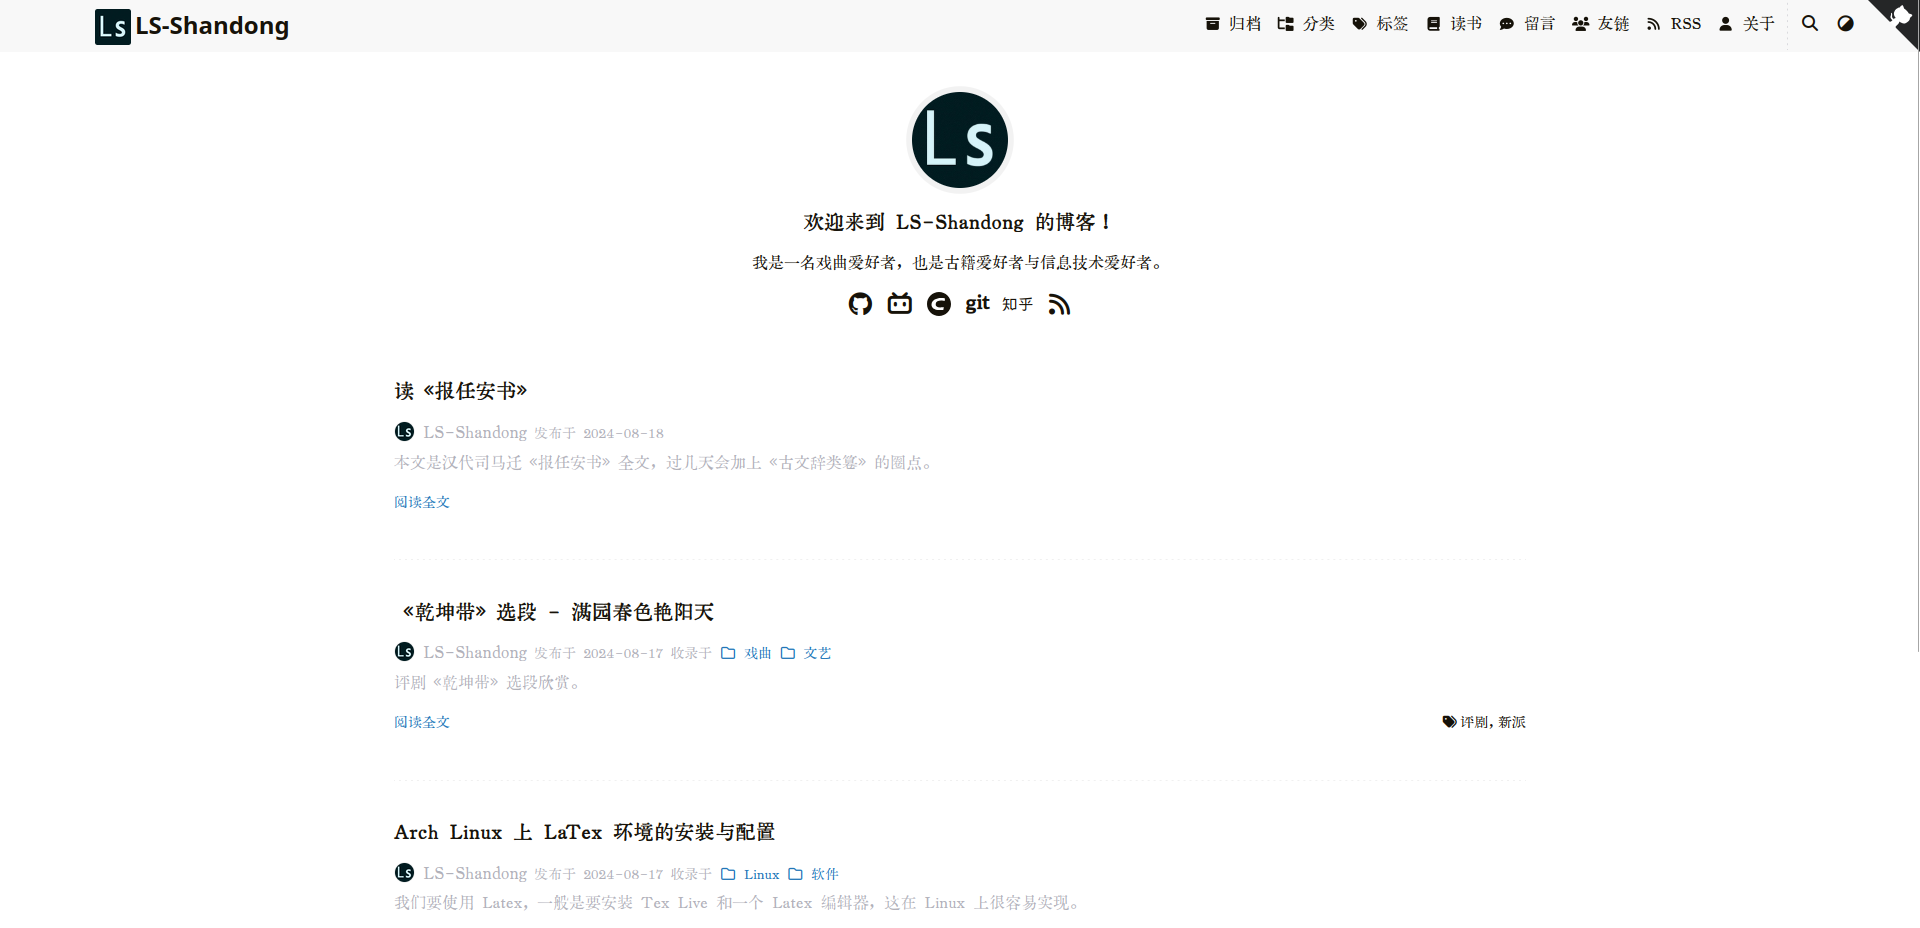 LS-Shandong 归档 分类 标签 读书 留言 友链 RSS 关于
Ls
欢迎来到 LS-Shandong 的博客！
我是一名戏曲爱好者，也是古籍爱好者与信息技术爱好者。
git 知乎
读《报任安书》
LS-Shandong 发布于 2024-08-18
本文是汉代司马迁《报任安书》全文，过几天会加上《古文辞类篹》的圈点。
阅读全文
《乾坤带》选段 - 满园春色艳阳天
LS-Shandong 发布于 2024-08-17 收录于 戏曲 文艺
评剧《乾坤带》选段欣赏。
阅读全文 评剧, 新派
Arch Linux 上 LaTex 环境的安装与配置
LS-Shandong 发布于 2024-08-17 收录于 Linux 软件
我们要使用 Latex，一般是要安装 Tex Live 和一个 Latex 编辑器，这在 Linux 上很容易实现。